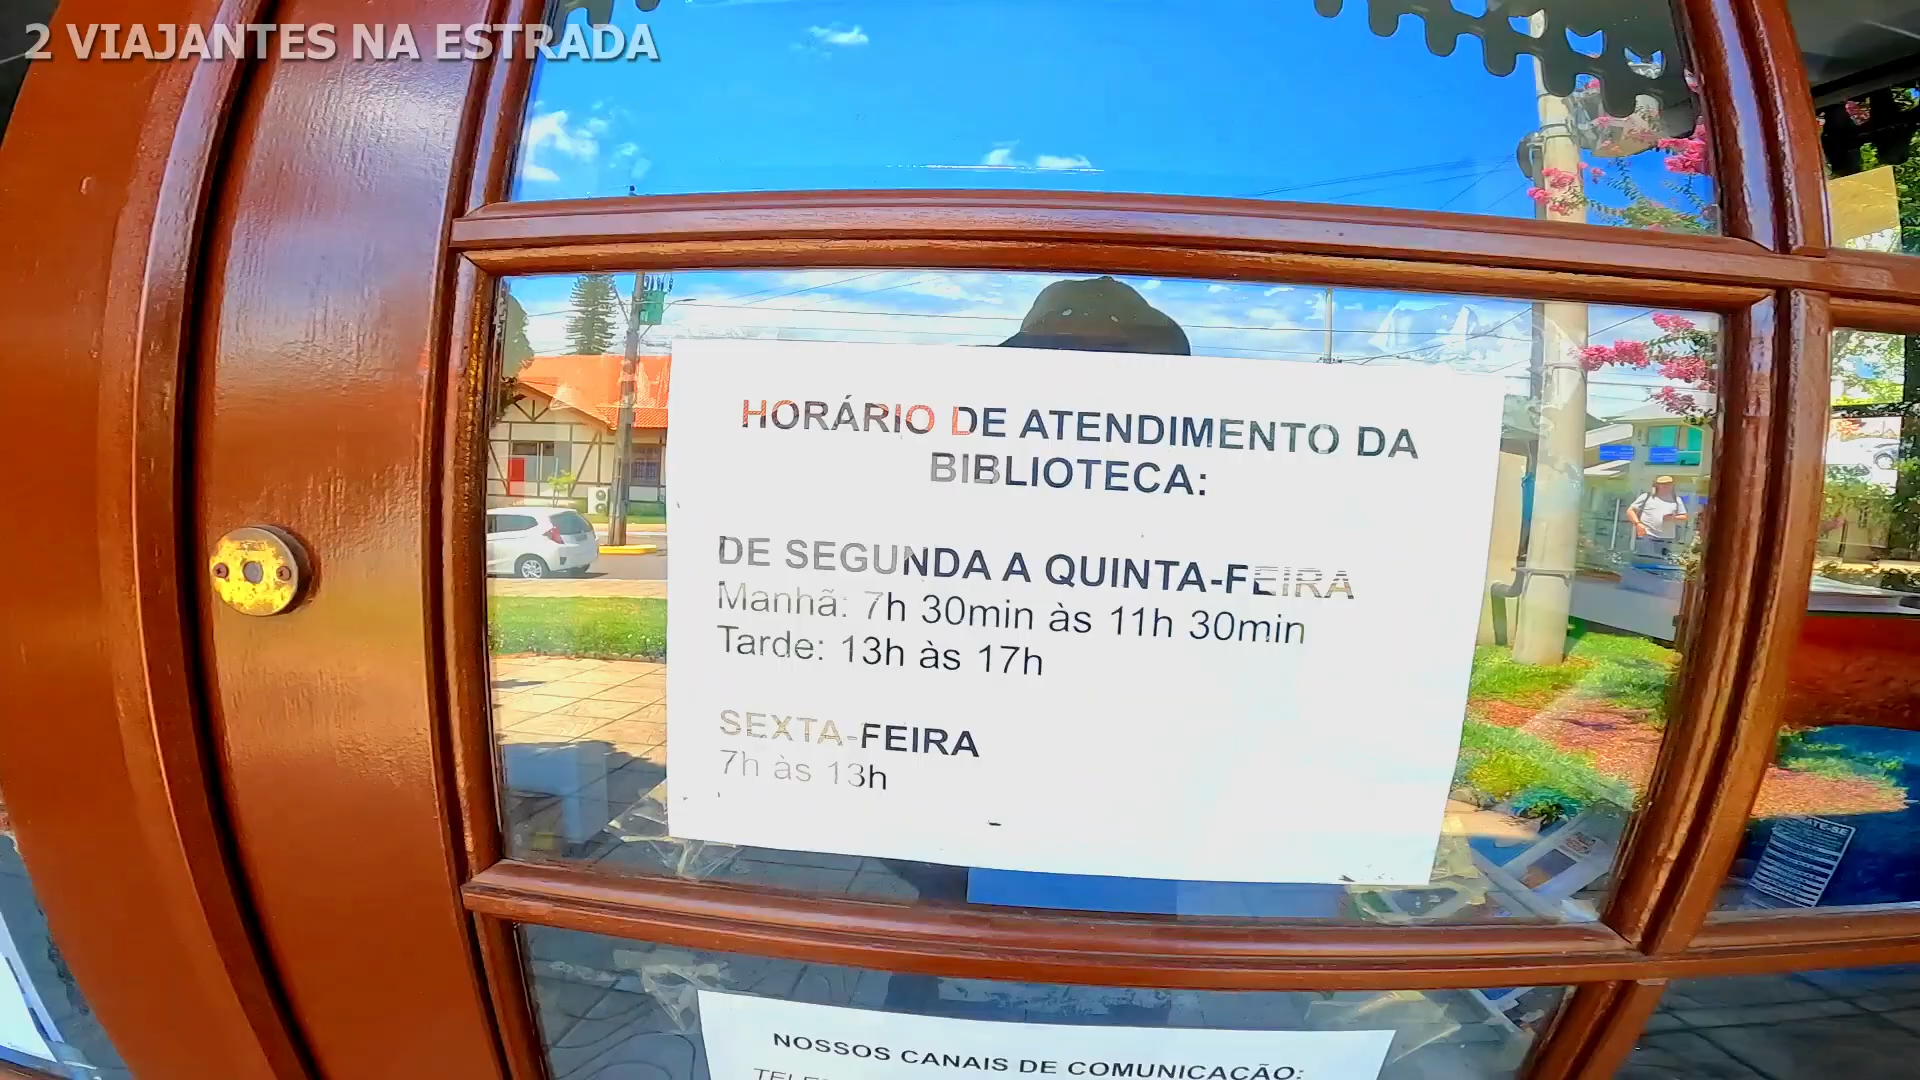 2 VIAJANTES NA ESTRADA
HORÁRIO DE ATENDIMENTO DA
BIBLIOTECA:
DE SEGUNDA A QUINTA-FEIRA
Manhã: 7h 30min às 11h 30min
Tarde: 13h às 17h
SEXTA-FEIRA
7h às 13h
NOSSOS CANAIS DE COMUNICAÇÃO: